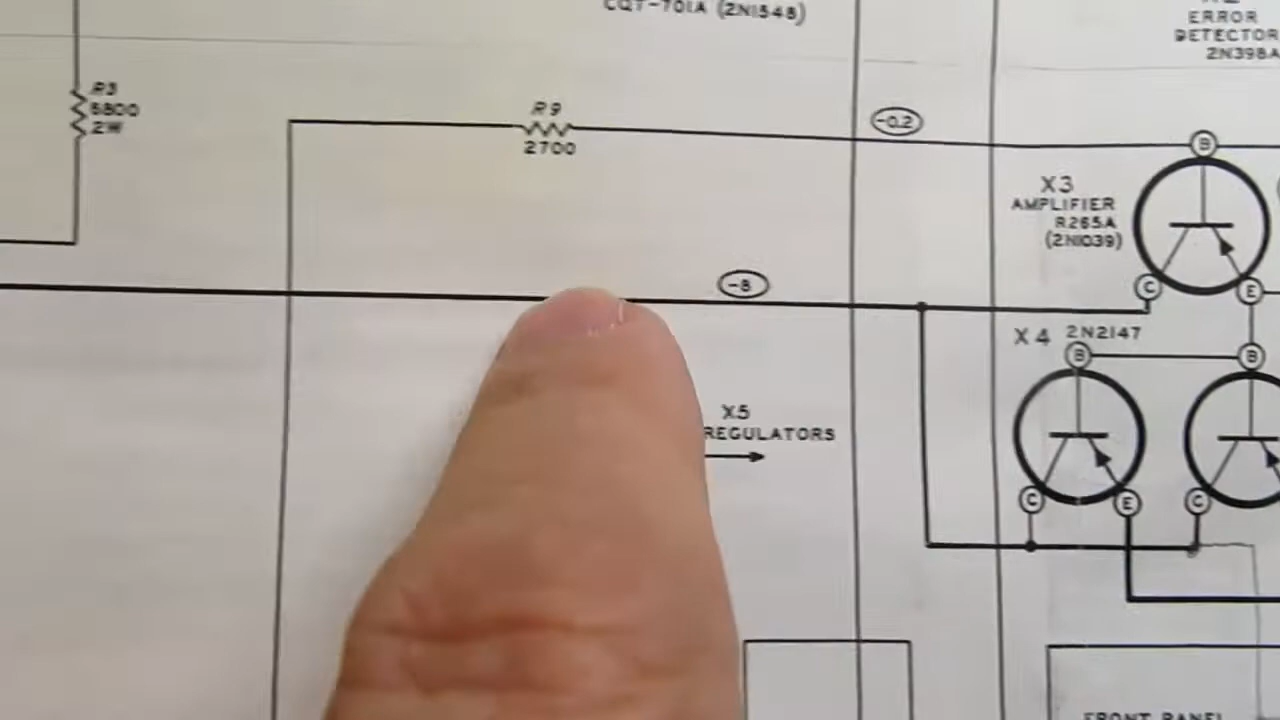 CQT-701A (2N1548)
ERROR
DETECTOR
2N398A
R3
6800
2W
R9
2700
-0.2
B
X3
AMPLIFIER
R265A
(2N1039)
C
E
-8
X4 2N2147
B
B
X5
REGULATORS
C
E
C
FRONT PANEL